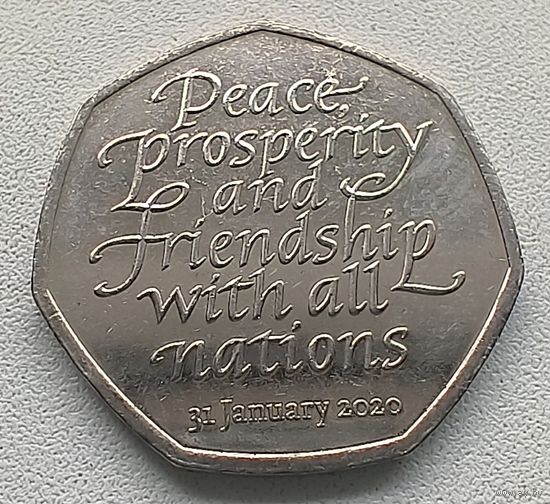 Peace,
prosperity
and
friendship
with all
nations
31 January 2020